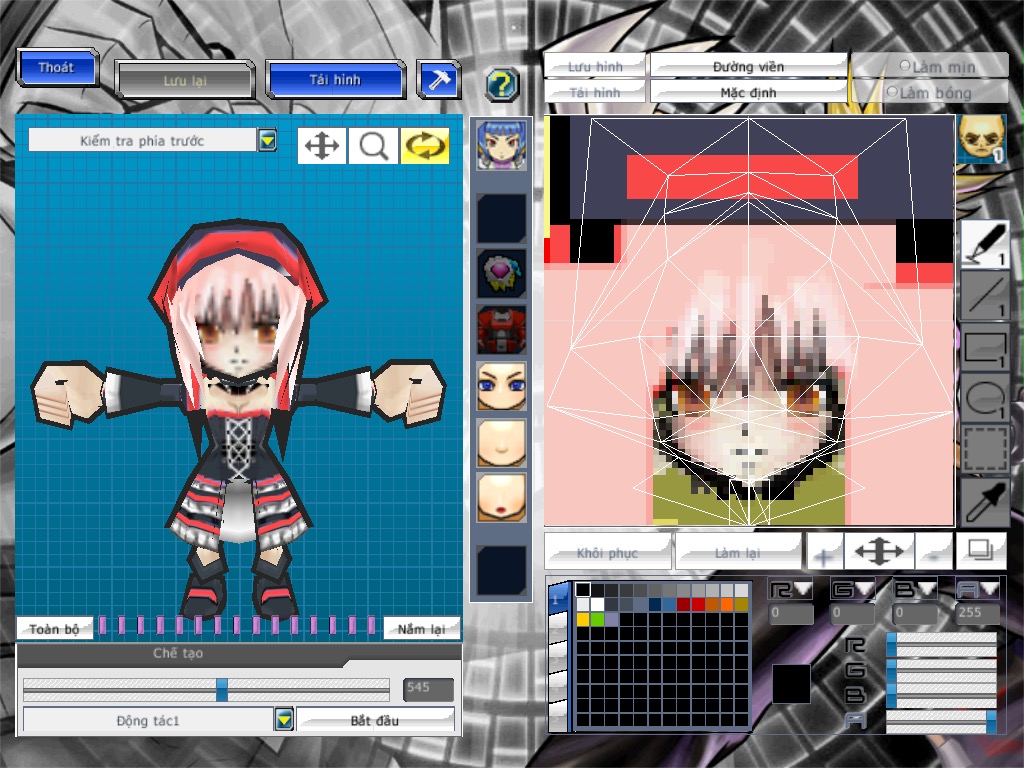 Thoát
Lưu lại
Tải hình
Lưu hình
Đường viền
Làm mịn
Tải hình
Mặc định
Làm bóng
Kiểm tra phía trước
1
1
1
1
1
Khôi phục
Làm lại
R
G
B
A
0
0
0
255
R
G
B
A
Toàn bộ
Nắm lại
Chế tạo
545
Động tác1
Bắt đầu